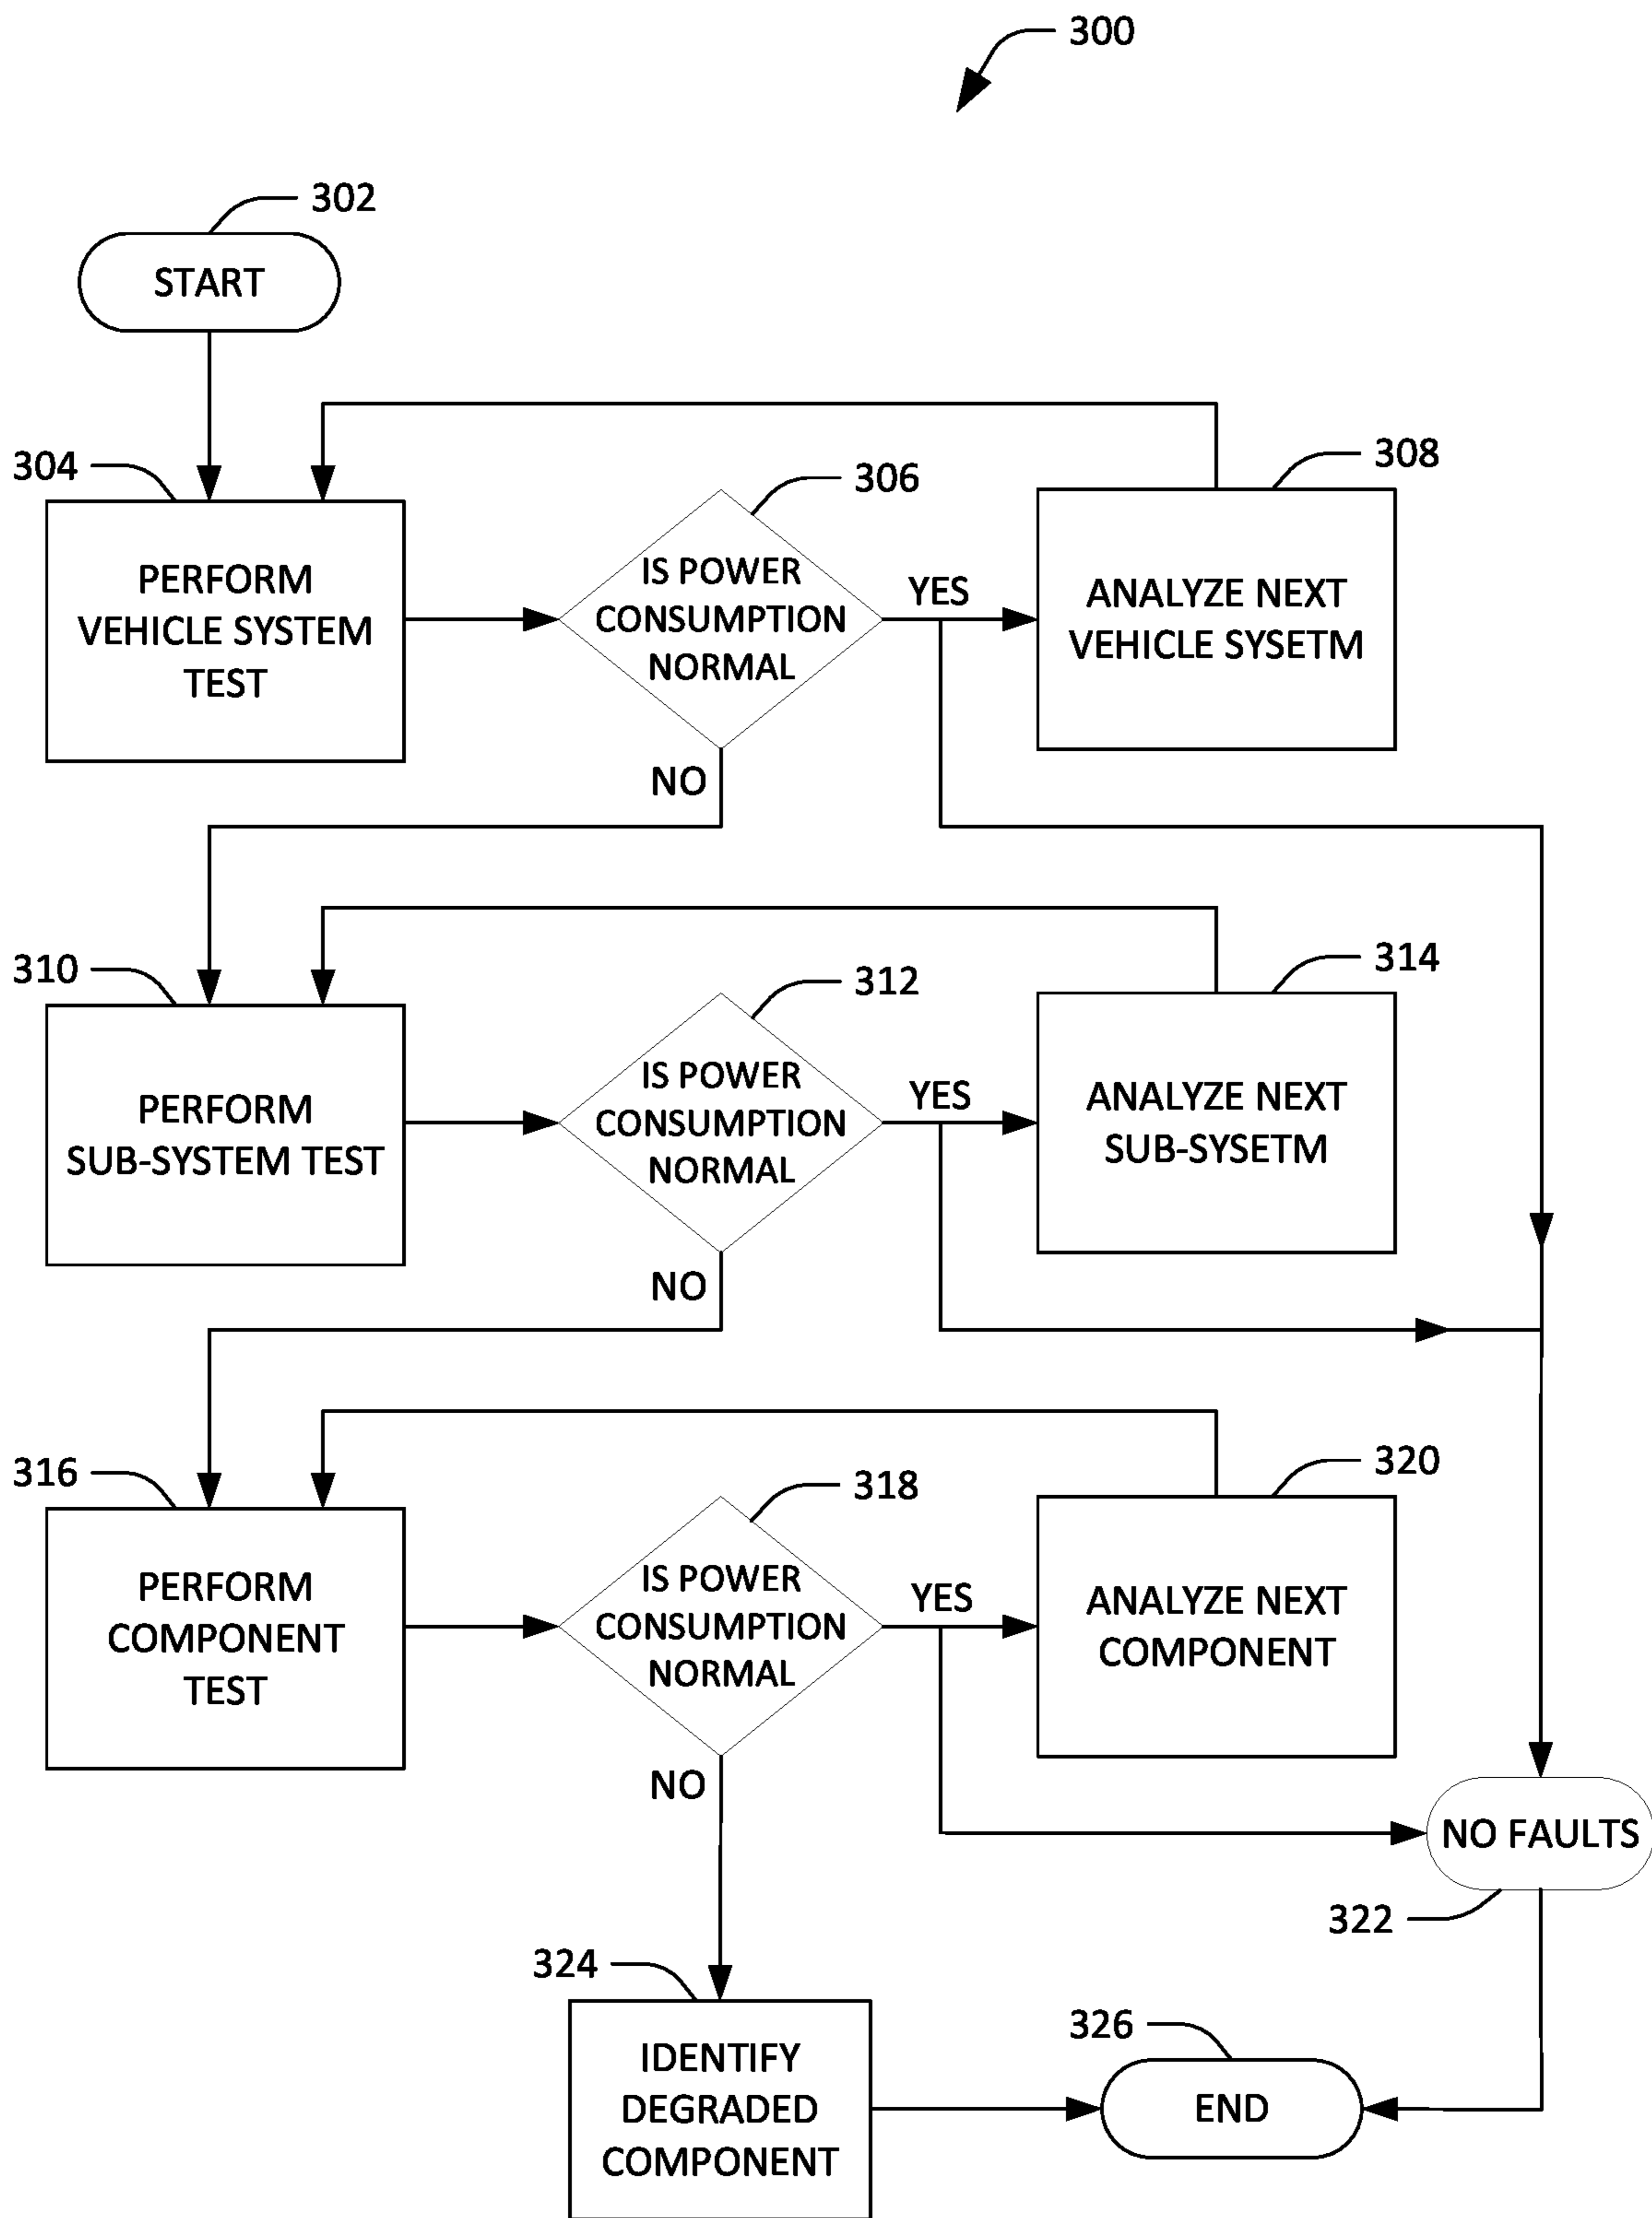 300
302
START
304
PERFORM
VEHICLE SYSTEM
TEST
306
IS POWER
CONSUMPTION
NORMAL
YES
NO
308
ANALYZE NEXT
VEHICLE SYSETM
310
PERFORM
SUB-SYSTEM TEST
312
IS POWER
CONSUMPTION
NORMAL
YES
NO
314
ANALYZE NEXT
SUB-SYSETM
316
PERFORM
COMPONENT
TEST
318
IS POWER
CONSUMPTION
NORMAL
YES
NO
320
ANALYZE NEXT
COMPONENT
NO FAULTS
322
324
IDENTIFY
DEGRADED
COMPONENT
326
END